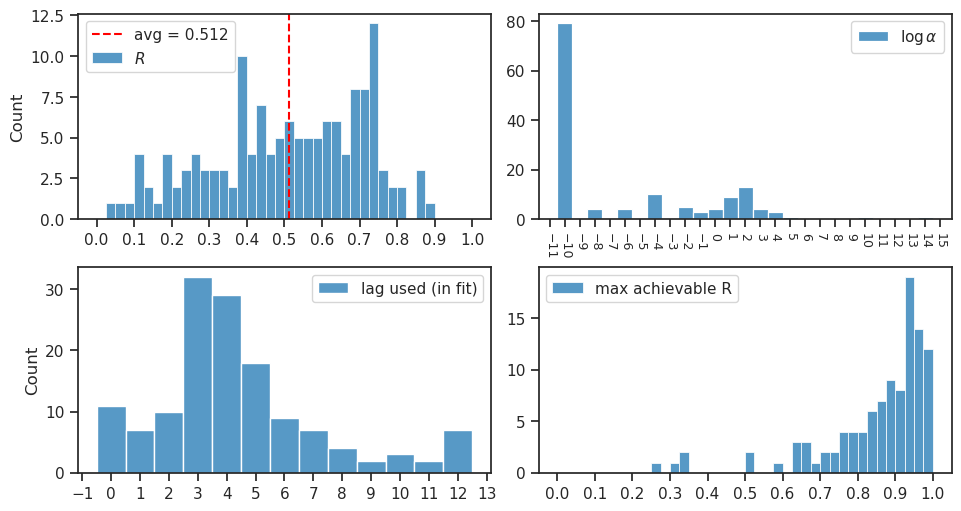 12.5
10.0
7.5
5.0
2.5
0.0
Count
avg = 0.512
R
0.0 0.1 0.2 0.3 0.4 0.5 0.6 0.7 0.8 0.9 1.0
80
60
40
20
0
log α
−11 −10 −9 −8 −7 −6 −5 −4 −3 −2 −1 0 1 2 3 4 5 6 7 8 9 10 11 12 13 14 15
30
20
10
0
Count
lag used (in fit)
−1 0 1 2 3 4 5 6 7 8 9 10 11 12 13
15
10
5
0
max achievable R
0.0 0.1 0.2 0.3 0.4 0.5 0.6 0.7 0.8 0.9 1.0